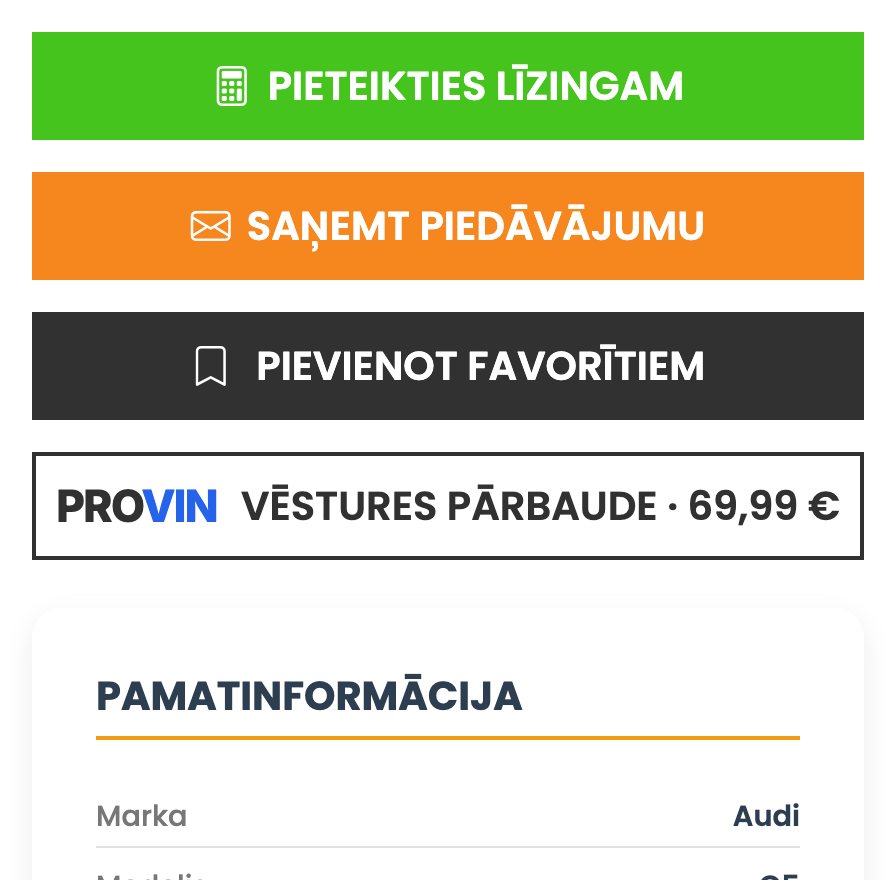 PIETEIKTIES LĪZINGAM
SAŅEMT PIEDĀVĀJUMU
PIEVIENOT FAVORĪTIEM
PROVIN VĒSTURES PĀRBAUDE · 69,99 €
PAMATINFORMĀCIJA
Marka Audi